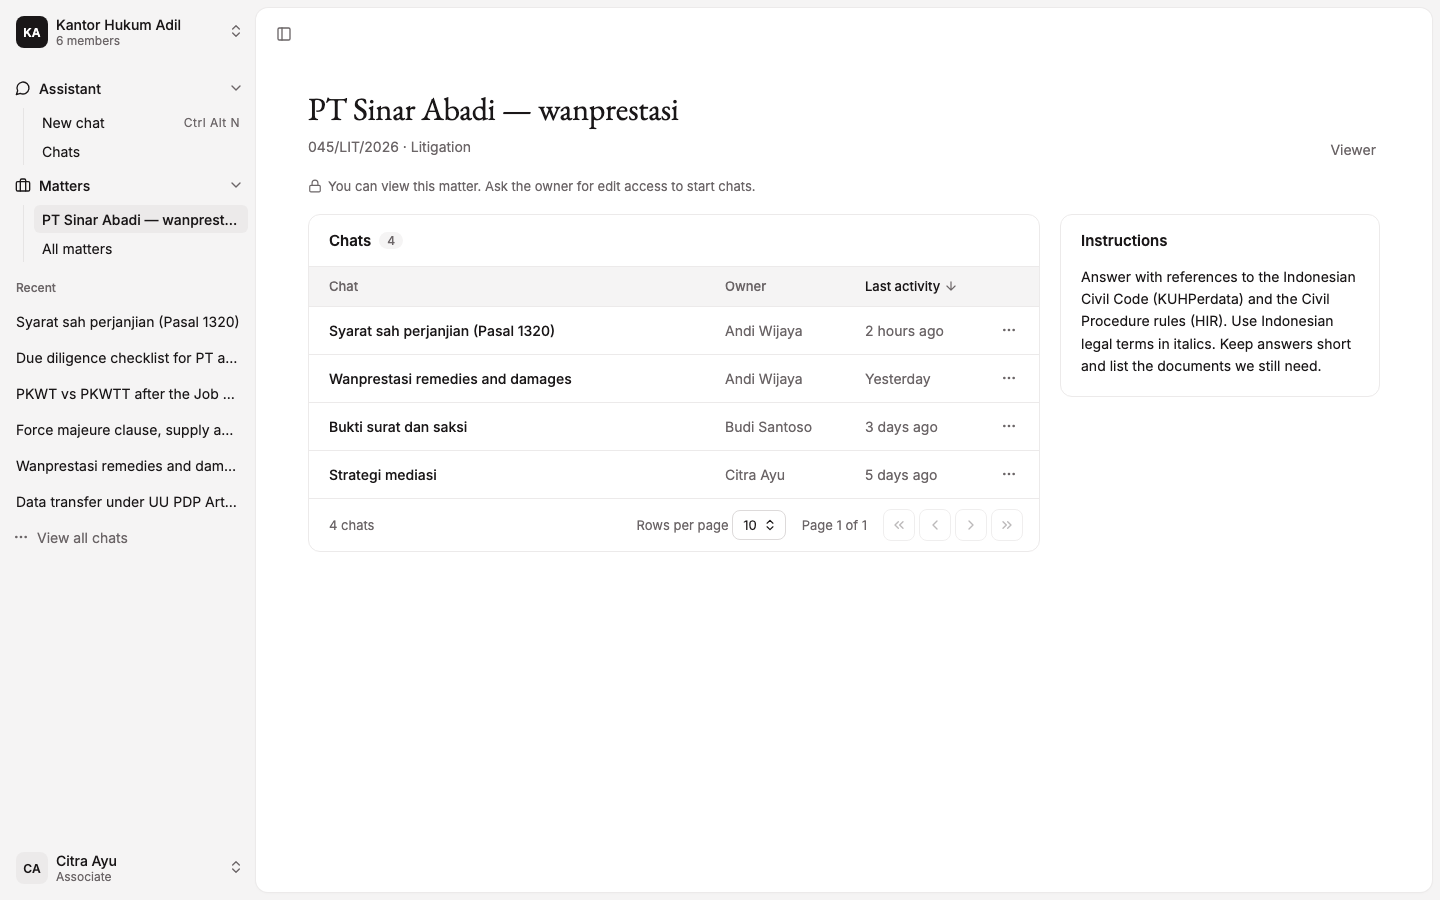 KA
Kantor Hukum Adil
6 members
Assistant
New chat Ctrl Alt N
Chats
Matters
PT Sinar Abadi — wanprest...
All matters
Recent
Syarat sah perjanjian (Pasal 1320)
Due diligence checklist for PT a...
PKWT vs PKWTT after the Job ...
Force majeure clause, supply a...
Wanprestasi remedies and dam...
Data transfer under UU PDP Art...
View all chats
CA
Citra Ayu
Associate
PT Sinar Abadi — wanprestasi
045/LIT/2026 · Litigation
Viewer
You can view this matter. Ask the owner for edit access to start chats.
Chats 4
Chat Owner Last activity
Syarat sah perjanjian (Pasal 1320) Andi Wijaya 2 hours ago
Wanprestasi remedies and damages Andi Wijaya Yesterday
Bukti surat dan saksi Budi Santoso 3 days ago
Strategi mediasi Citra Ayu 5 days ago
4 chats Rows per page 10 Page 1 of 1
Instructions
Answer with references to the Indonesian
Civil Code (KUHPerdata) and the Civil
Procedure rules (HIR). Use Indonesian
legal terms in italics. Keep answers short
and list the documents we still need.